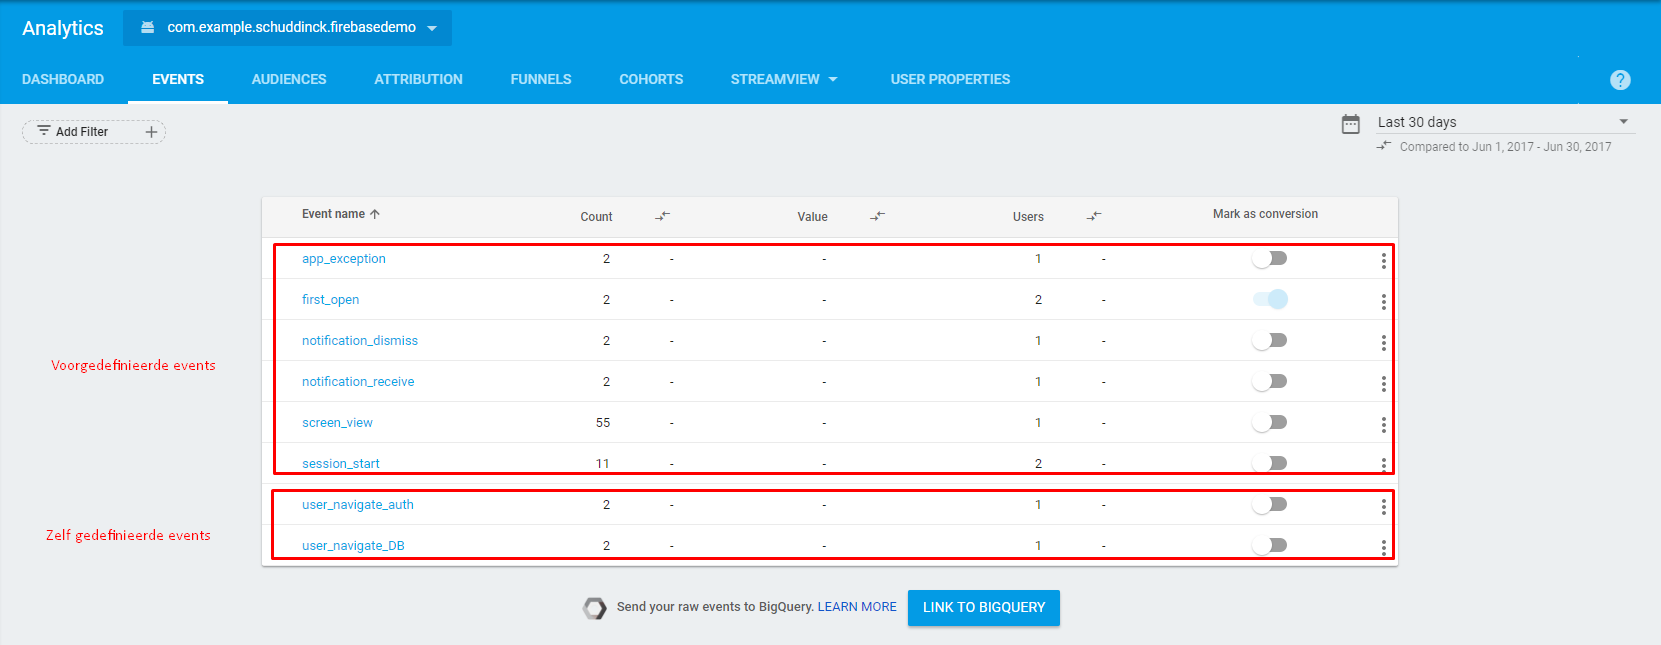 Analytics com.example.schuddinck.firebasedemo
DASHBOARD EVENTS AUDIENCES ATTRIBUTION FUNNELS COHORTS STREAMVIEW USER PROPERTIES ?
Add Filter +
Last 30 days
Compared to Jun 1, 2017 - Jun 30, 2017
Event name Count Value Users Mark as conversion
app_exception 2 - - 1 -
first_open 2 - - 2 -
notification_dismiss 2 - - 1 -
Voorgedefinieerde events
notification_receive 2 - - 1 -
screen_view 55 - - 1 -
session_start 11 - - 2 -
user_navigate_auth 2 - - 1 -
Zelf gedefinieerde events
user_navigate_DB 2 - - 1 -
Send your raw events to BigQuery. LEARN MORE LINK TO BIGQUERY